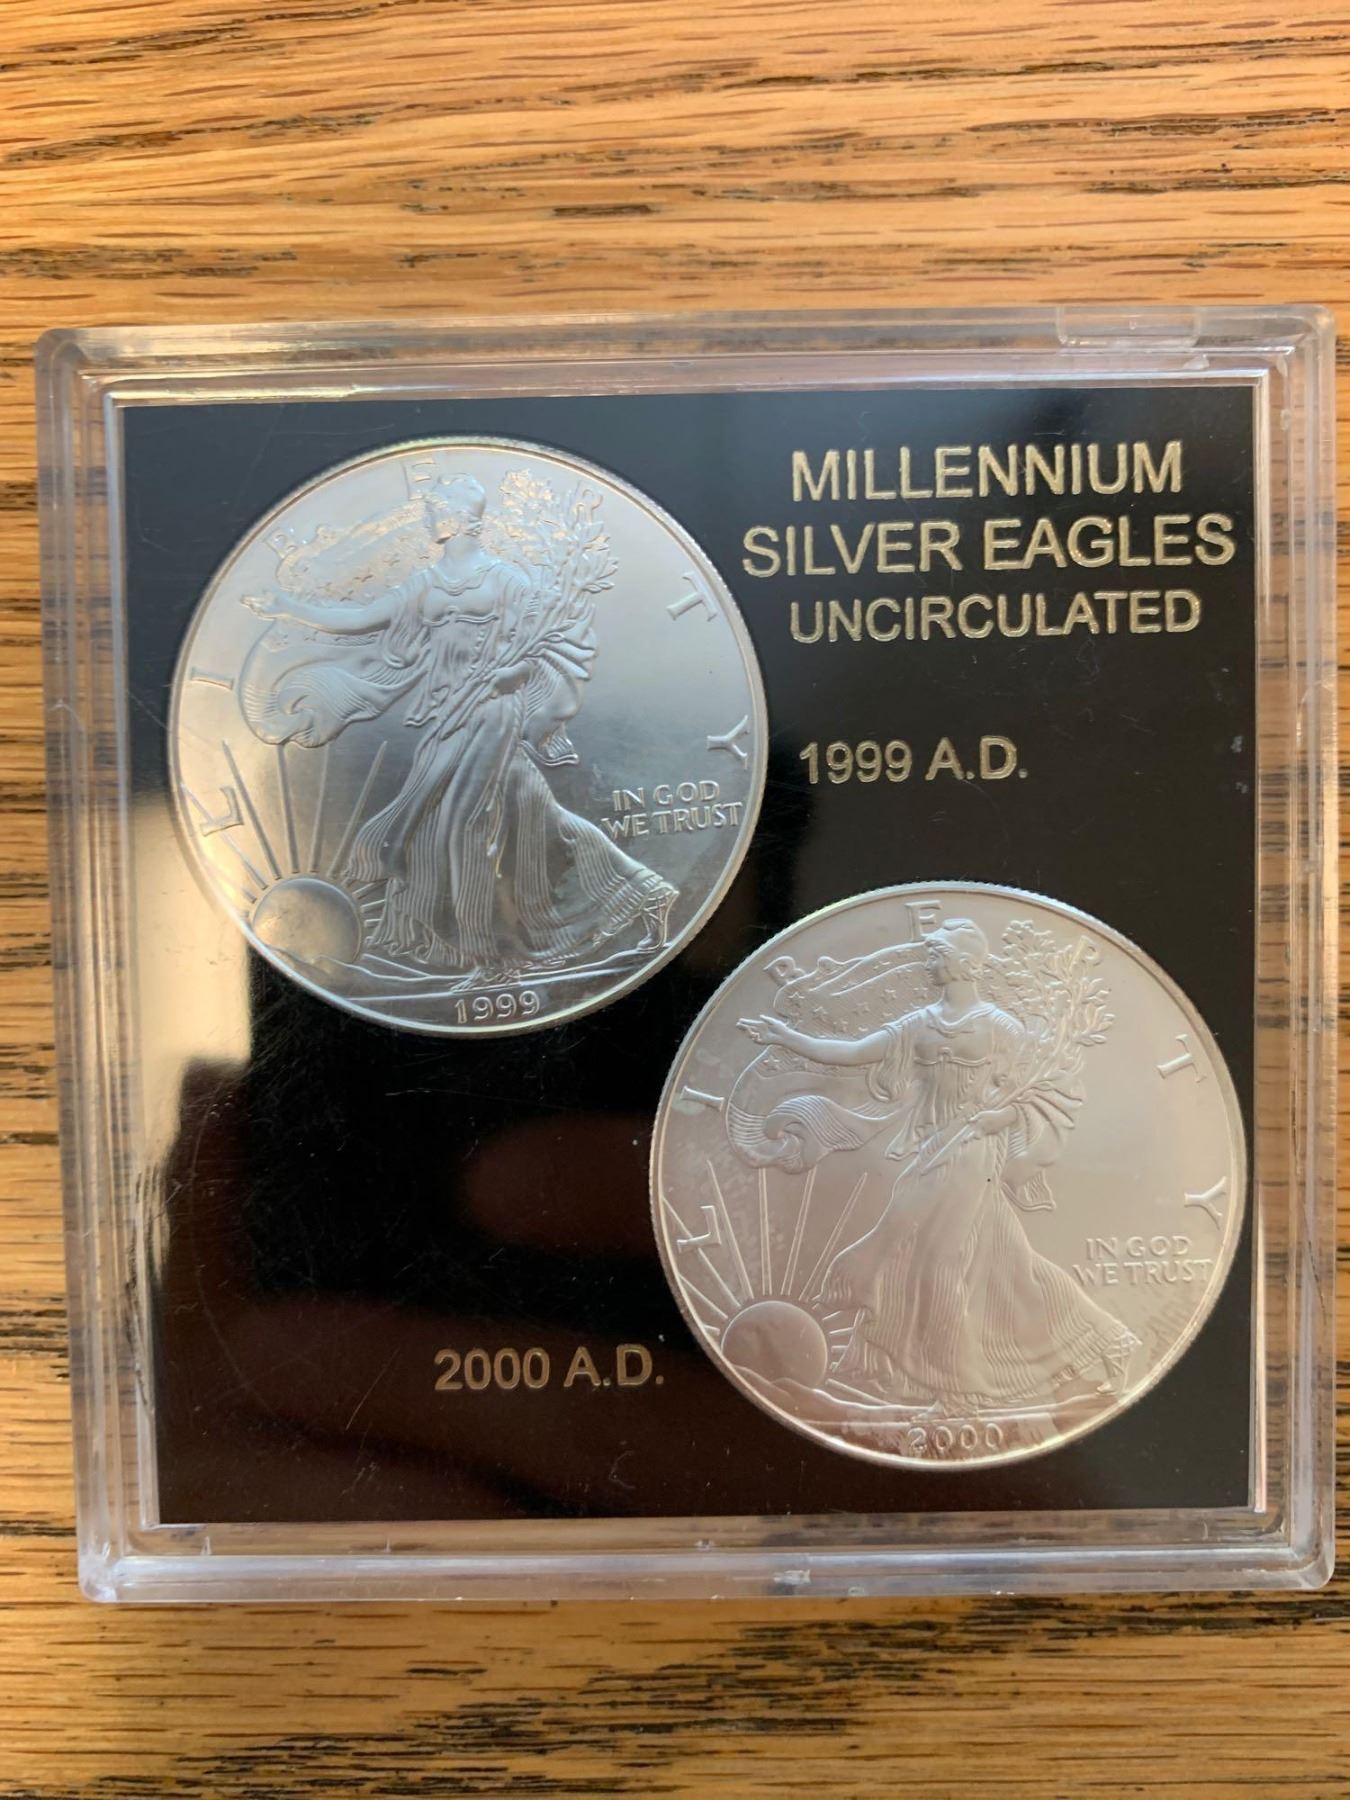 MILLENNIUM
SILVER EAGLES
UNCIRCULATED
1999 A.D.
LIBERTY
IN GOD
WE TRUST
1999
2000 A.D.
LIBERTY
IN GOD
WE TRUST
2000